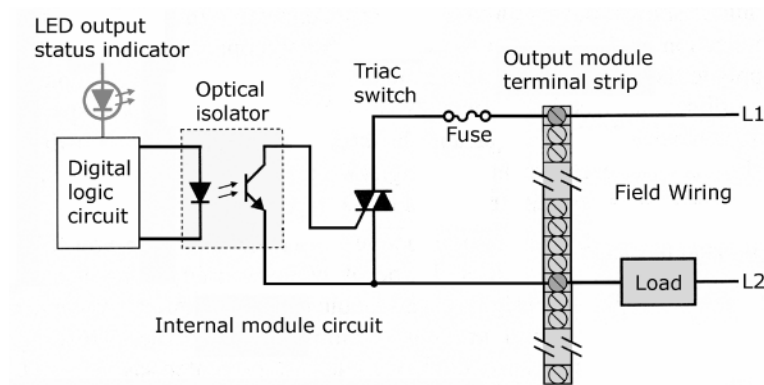 LED output
status indicator
Optical
isolator
Triac
switch
Output module
terminal strip
L1
Fuse
Digital
logic
circuit
Field Wiring
Load
L2
Internal module circuit